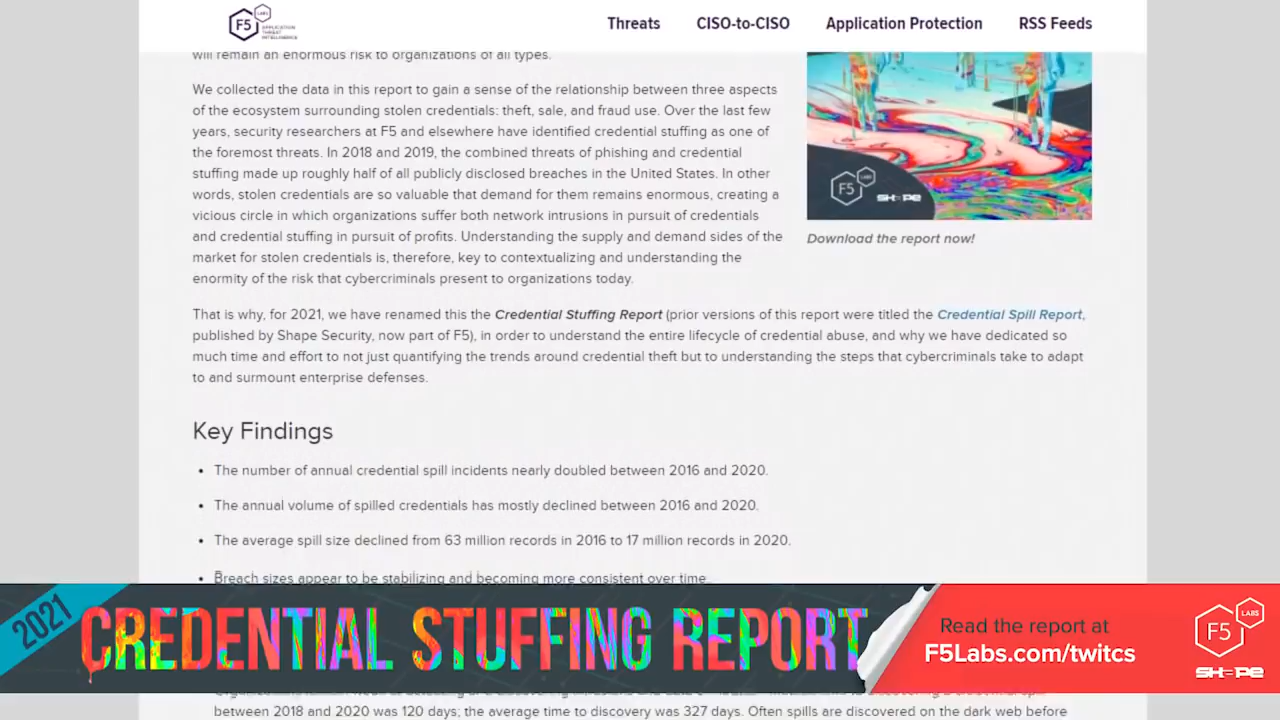 F5 LABS APPLICATION THREAT INTELLIGENCE
Threats CISO-to-CISO Application Protection RSS Feeds
will remain an enormous risk to organizations of all types.
We collected the data in this report to gain a sense of the relationship between three aspects
of the ecosystem surrounding stolen credentials: theft, sale, and fraud use. Over the last few
years, security researchers at F5 and elsewhere have identified credential stuffing as one of
the foremost threats. In 2018 and 2019, the combined threats of phishing and credential
stuffing made up roughly half of all publicly disclosed breaches in the United States. In other
words, stolen credentials are so valuable that demand for them remains enormous, creating a
vicious circle in which organizations suffer both network intrusions in pursuit of credentials
and credential stuffing in pursuit of profits. Understanding the supply and demand sides of the
market for stolen credentials is, therefore, key to contextualizing and understanding the
enormity of the risk that cybercriminals present to organizations today.
F5 LABS SHAPE
Download the report now!
That is why, for 2021, we have renamed this the Credential Stuffing Report (prior versions of this report were titled the Credential Spill Report,
published by Shape Security, now part of F5), in order to understand the entire lifecycle of credential abuse, and why we have dedicated so
much time and effort to not just quantifying the trends around credential theft but to understanding the steps that cybercriminals take to adapt
to and surmount enterprise defenses.
Key Findings
• The number of annual credential spill incidents nearly doubled between 2016 and 2020.
• The annual volume of spilled credentials has mostly declined between 2016 and 2020.
• The average spill size declined from 63 million records in 2016 to 17 million records in 2020.
• Breach sizes appear to be stabilizing and becoming more consistent over time.
2021
CREDENTIAL STUFFING REPORT
Read the report at
F5Labs.com/twitcs
F5 LABS
SHAPE
between 2018 and 2020 was 120 days; the average time to discovery was 327 days. Often spills are discovered on the dark web before